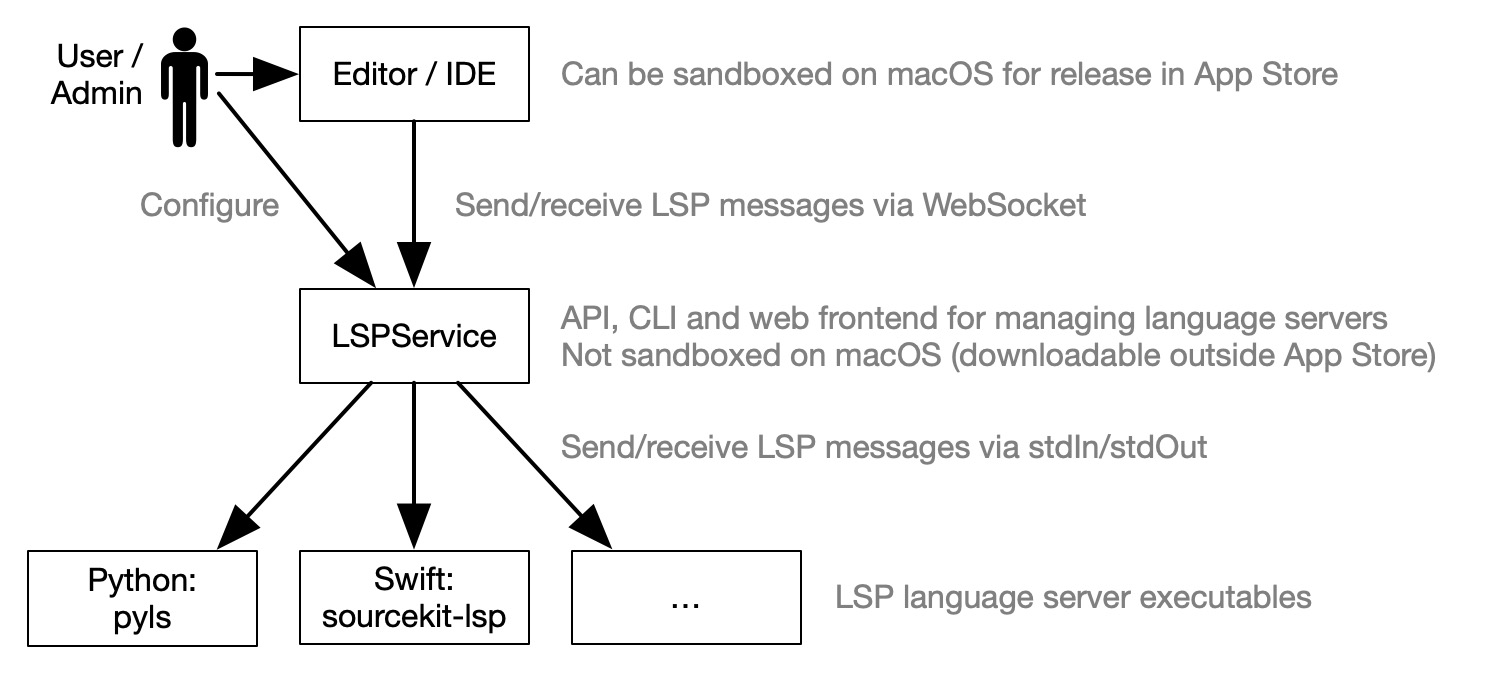 User /
Admin
Editor / IDE
Can be sandboxed on macOS for release in App Store
Configure
Send/receive LSP messages via WebSocket
LSPService
API, CLI and web frontend for managing language servers
Not sandboxed on macOS (downloadable outside App Store)
Send/receive LSP messages via stdIn/stdOut
Python:
pyls
Swift:
sourcekit-lsp
...
LSP language server executables